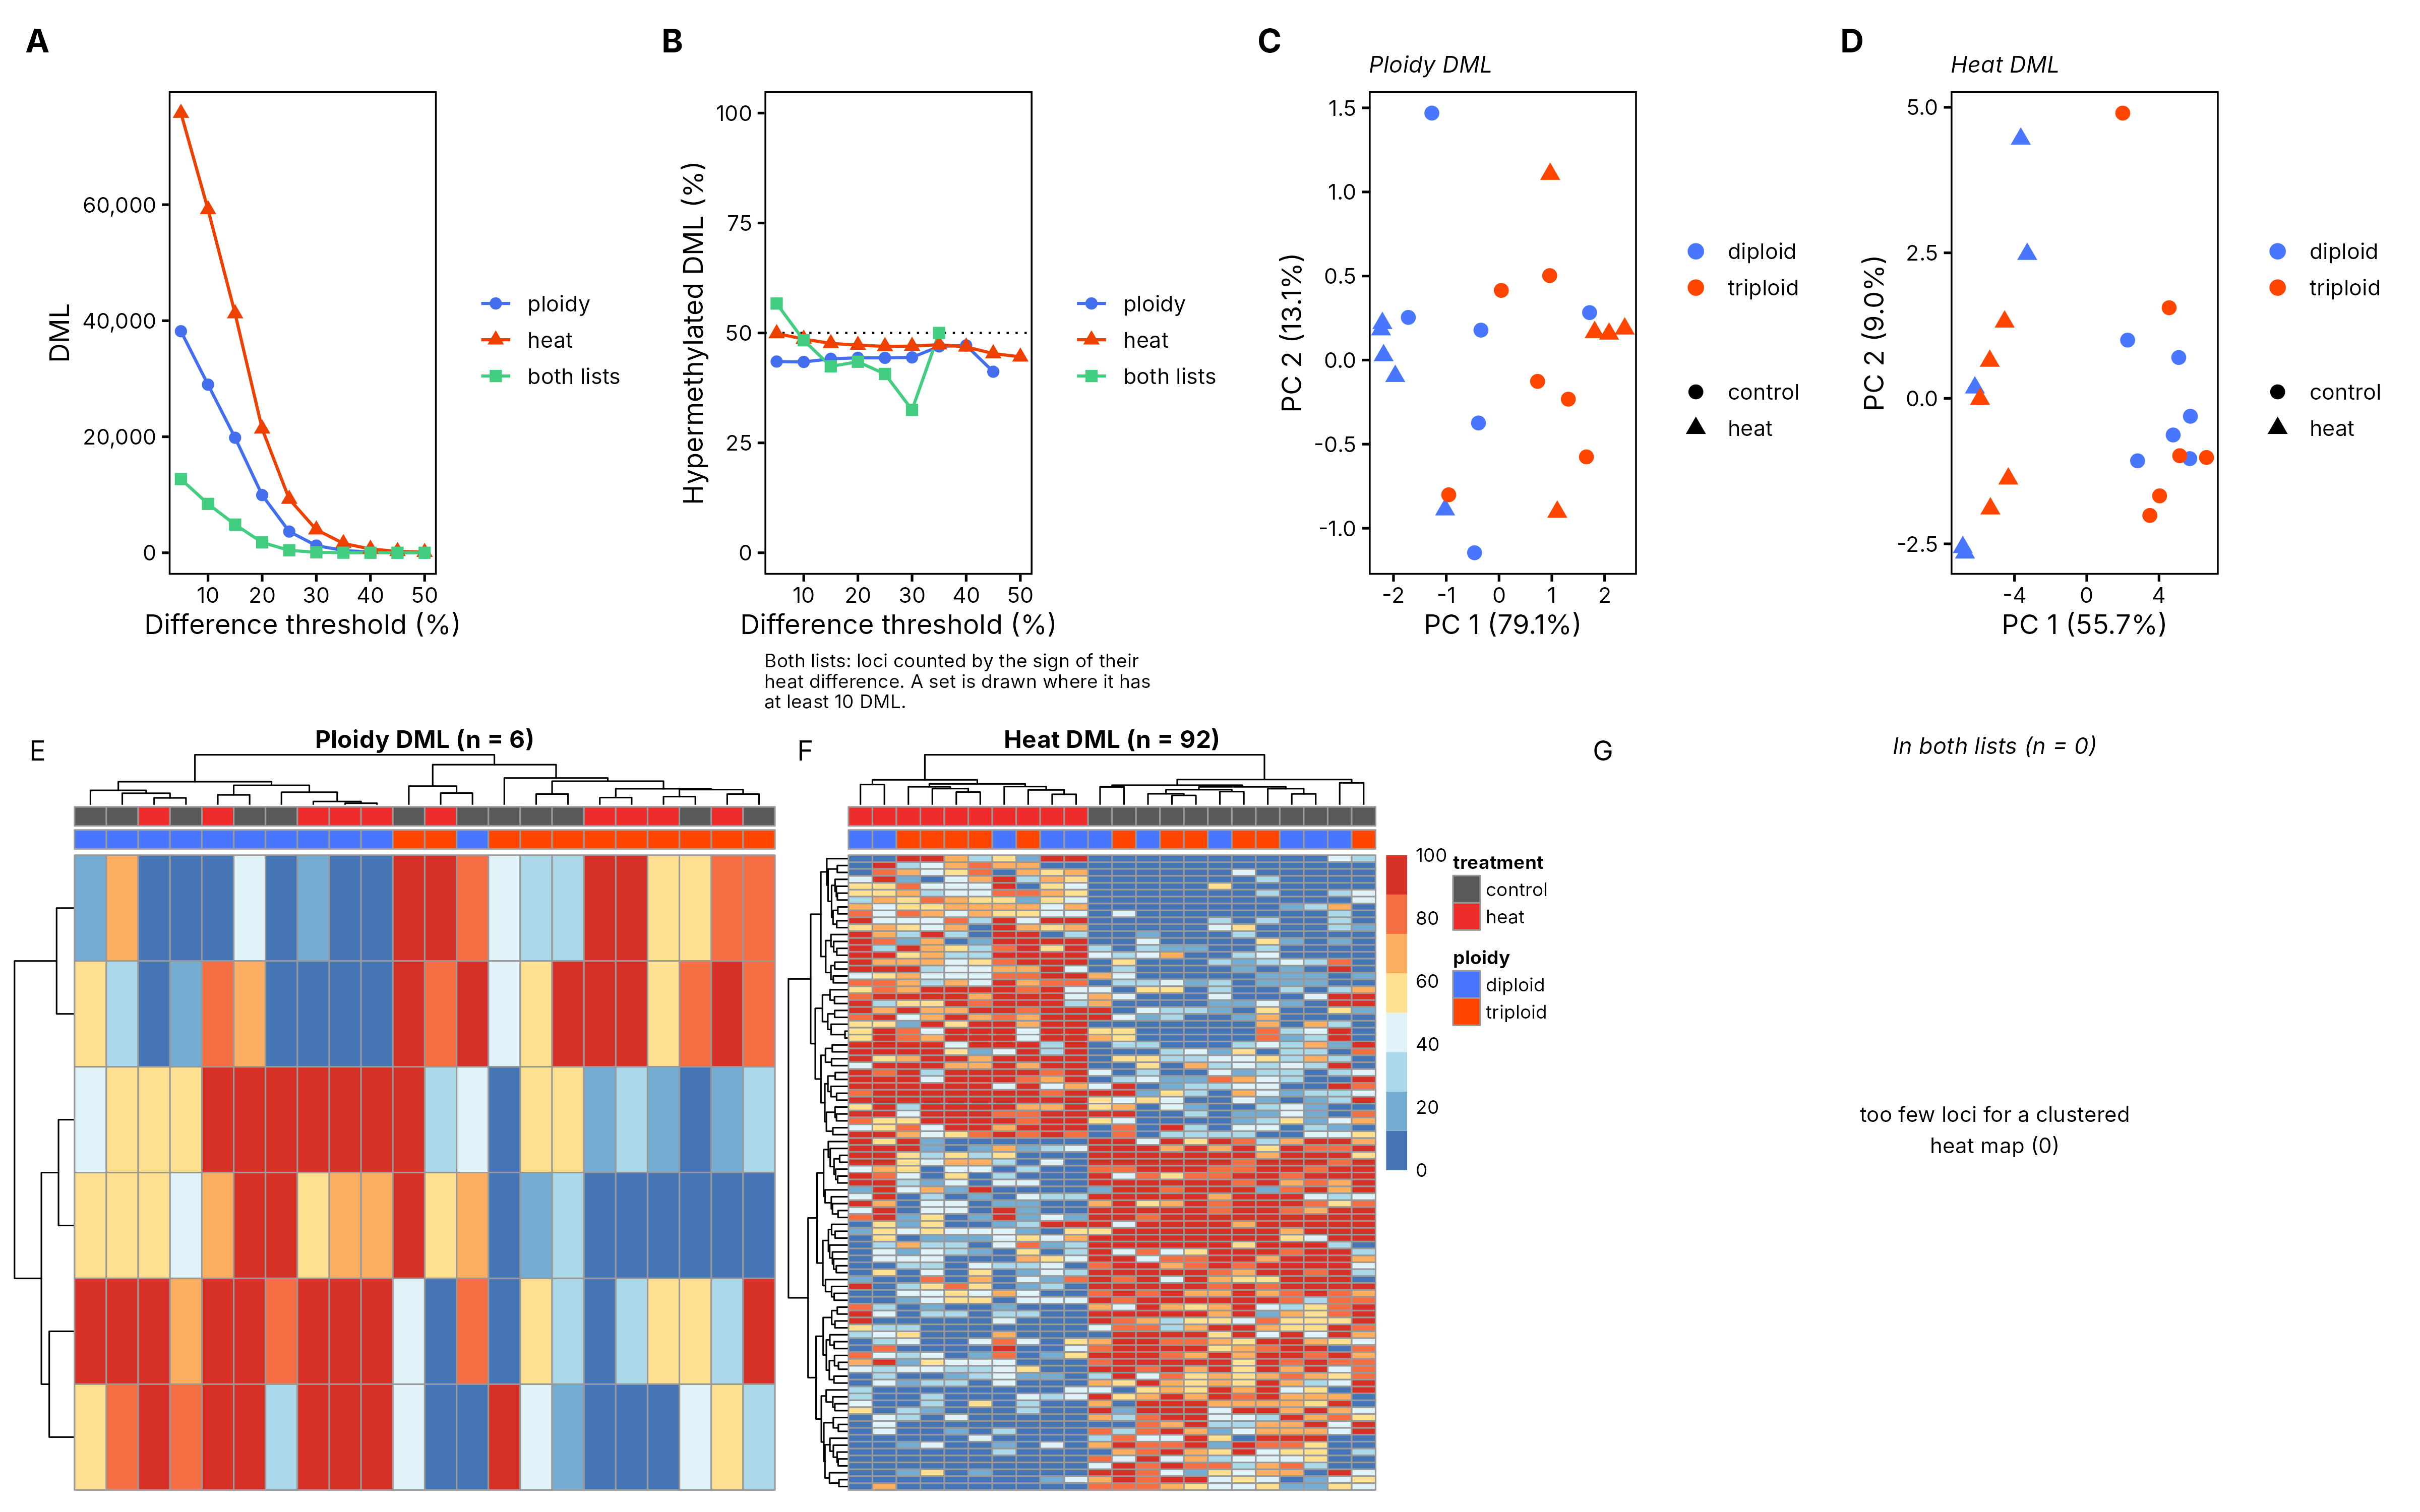 A
DML
60,000
40,000
20,000
0
10 20 30 40 50
Difference threshold (%)
ploidy
heat
both lists
B
Hypermethylated DML (%)
100
75
50
25
0
10 20 30 40 50
Difference threshold (%)
ploidy
heat
both lists
Both lists: loci counted by the sign of their
heat difference. A set is drawn where it has
at least 10 DML.
C
Ploidy DML
PC 2 (13.1%)
1.5
1.0
0.5
0.0
-0.5
-1.0
-2 -1 0 1 2
PC 1 (79.1%)
diploid
triploid
control
heat
D
Heat DML
PC 2 (9.0%)
5.0
2.5
0.0
-2.5
-4 0 4
PC 1 (55.7%)
diploid
triploid
control
heat
E
Ploidy DML (n = 6)
F
Heat DML (n = 92)
100
80
60
40
20
0
treatment
control
heat
ploidy
diploid
triploid
G
In both lists (n = 0)
too few loci for a clustered
heat map (0)